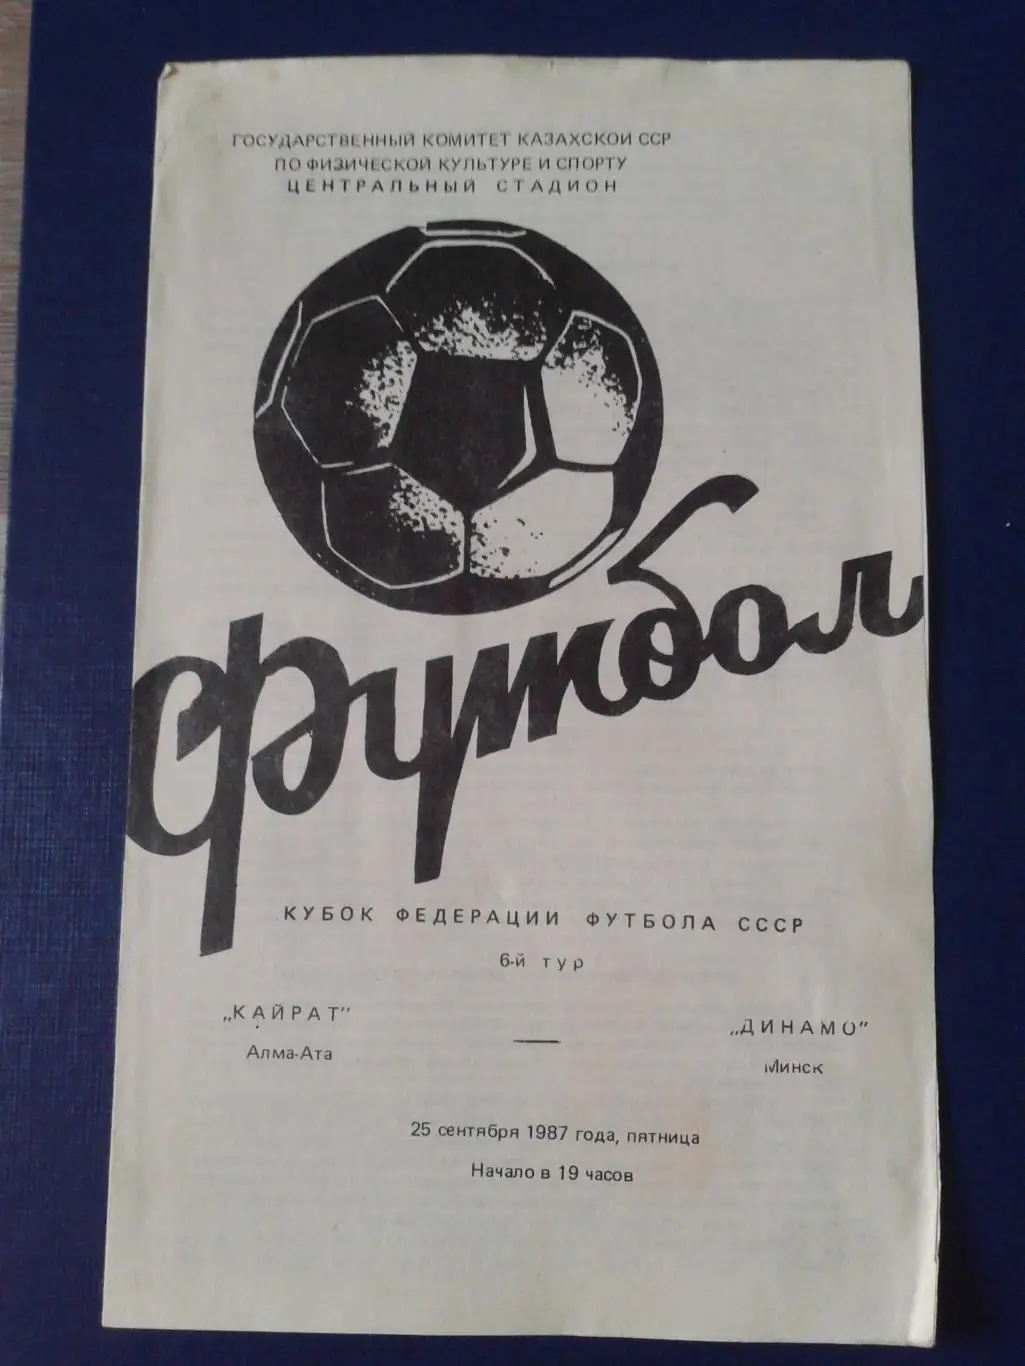 ГОСУДАРСТВЕННЫЙ КОМИТЕТ КАЗАХСКОЙ ССР
ПО ФИЗИЧЕСКОЙ КУЛЬТУРЕ И СПОРТУ
ЦЕНТРАЛЬНЫЙ СТАДИОН
Футбол
КУБОК ФЕДЕРАЦИИ ФУТБОЛА СССР
6-й тур
„КАЙРАТ” — „ДИНАМО”
Алма-Ата Минск
25 сентября 1987 года, пятница
Начало в 19 часов